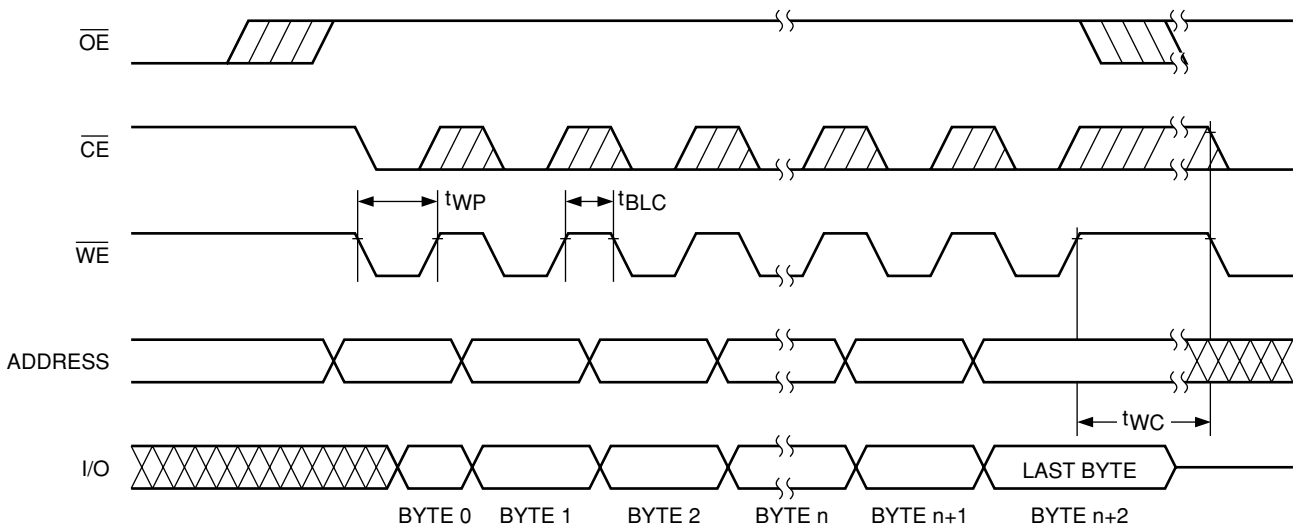 OE
CE
tWP
tBLC
WE
ADDRESS
tWC
I/O
LAST BYTE
BYTE 0
BYTE 1
BYTE 2
BYTE n
BYTE n+1
BYTE n+2